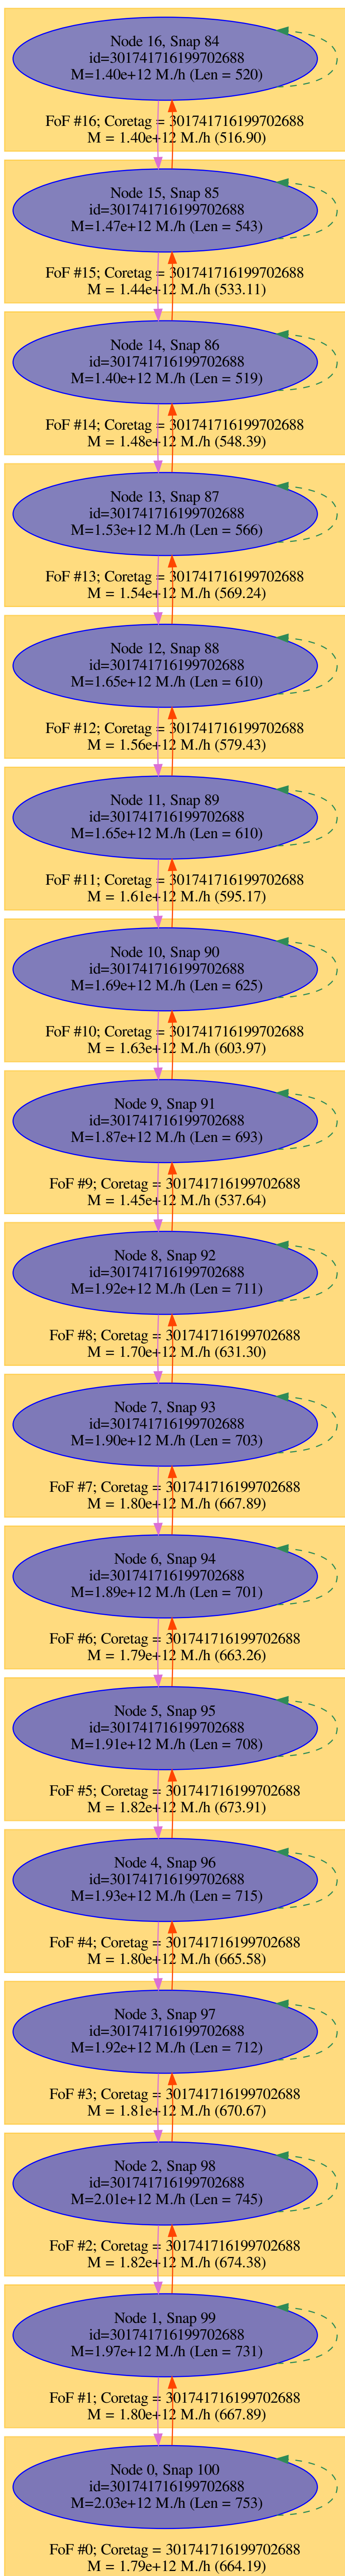 Node 16, Snap 84
id=301741716199702688
M=1.40e+12 M./h (Len = 520)
FoF #16; Coretag = 301741716199702688
M = 1.40e+12 M./h (516.90)
Node 15, Snap 85
id=301741716199702688
M=1.47e+12 M./h (Len = 543)
FoF #15; Coretag = 301741716199702688
M = 1.44e+12 M./h (533.11)
Node 14, Snap 86
id=301741716199702688
M=1.40e+12 M./h (Len = 519)
FoF #14; Coretag = 301741716199702688
M = 1.48e+12 M./h (548.39)
Node 13, Snap 87
id=301741716199702688
M=1.53e+12 M./h (Len = 566)
FoF #13; Coretag = 301741716199702688
M = 1.54e+12 M./h (569.24)
Node 12, Snap 88
id=301741716199702688
M=1.65e+12 M./h (Len = 610)
FoF #12; Coretag = 301741716199702688
M = 1.56e+12 M./h (579.43)
Node 11, Snap 89
id=301741716199702688
M=1.65e+12 M./h (Len = 610)
FoF #11; Coretag = 301741716199702688
M = 1.61e+12 M./h (595.17)
Node 10, Snap 90
id=301741716199702688
M=1.69e+12 M./h (Len = 625)
FoF #10; Coretag = 301741716199702688
M = 1.63e+12 M./h (603.97)
Node 9, Snap 91
id=301741716199702688
M=1.87e+12 M./h (Len = 693)
FoF #9; Coretag = 301741716199702688
M = 1.45e+12 M./h (537.64)
Node 8, Snap 92
id=301741716199702688
M=1.92e+12 M./h (Len = 711)
FoF #8; Coretag = 301741716199702688
M = 1.70e+12 M./h (631.30)
Node 7, Snap 93
id=301741716199702688
M=1.90e+12 M./h (Len = 703)
FoF #7; Coretag = 301741716199702688
M = 1.80e+12 M./h (667.89)
Node 6, Snap 94
id=301741716199702688
M=1.89e+12 M./h (Len = 701)
FoF #6; Coretag = 301741716199702688
M = 1.79e+12 M./h (663.26)
Node 5, Snap 95
id=301741716199702688
M=1.91e+12 M./h (Len = 708)
FoF #5; Coretag = 301741716199702688
M = 1.82e+12 M./h (673.91)
Node 4, Snap 96
id=301741716199702688
M=1.93e+12 M./h (Len = 715)
FoF #4; Coretag = 301741716199702688
M = 1.80e+12 M./h (665.58)
Node 3, Snap 97
id=301741716199702688
M=1.92e+12 M./h (Len = 712)
FoF #3; Coretag = 301741716199702688
M = 1.81e+12 M./h (670.67)
Node 2, Snap 98
id=301741716199702688
M=2.01e+12 M./h (Len = 745)
FoF #2; Coretag = 301741716199702688
M = 1.82e+12 M./h (674.38)
Node 1, Snap 99
id=301741716199702688
M=1.97e+12 M./h (Len = 731)
FoF #1; Coretag = 301741716199702688
M = 1.80e+12 M./h (667.89)
Node 0, Snap 100
id=301741716199702688
M=2.03e+12 M./h (Len = 753)
FoF #0; Coretag = 301741716199702688
M = 1.79e+12 M./h (664.19)